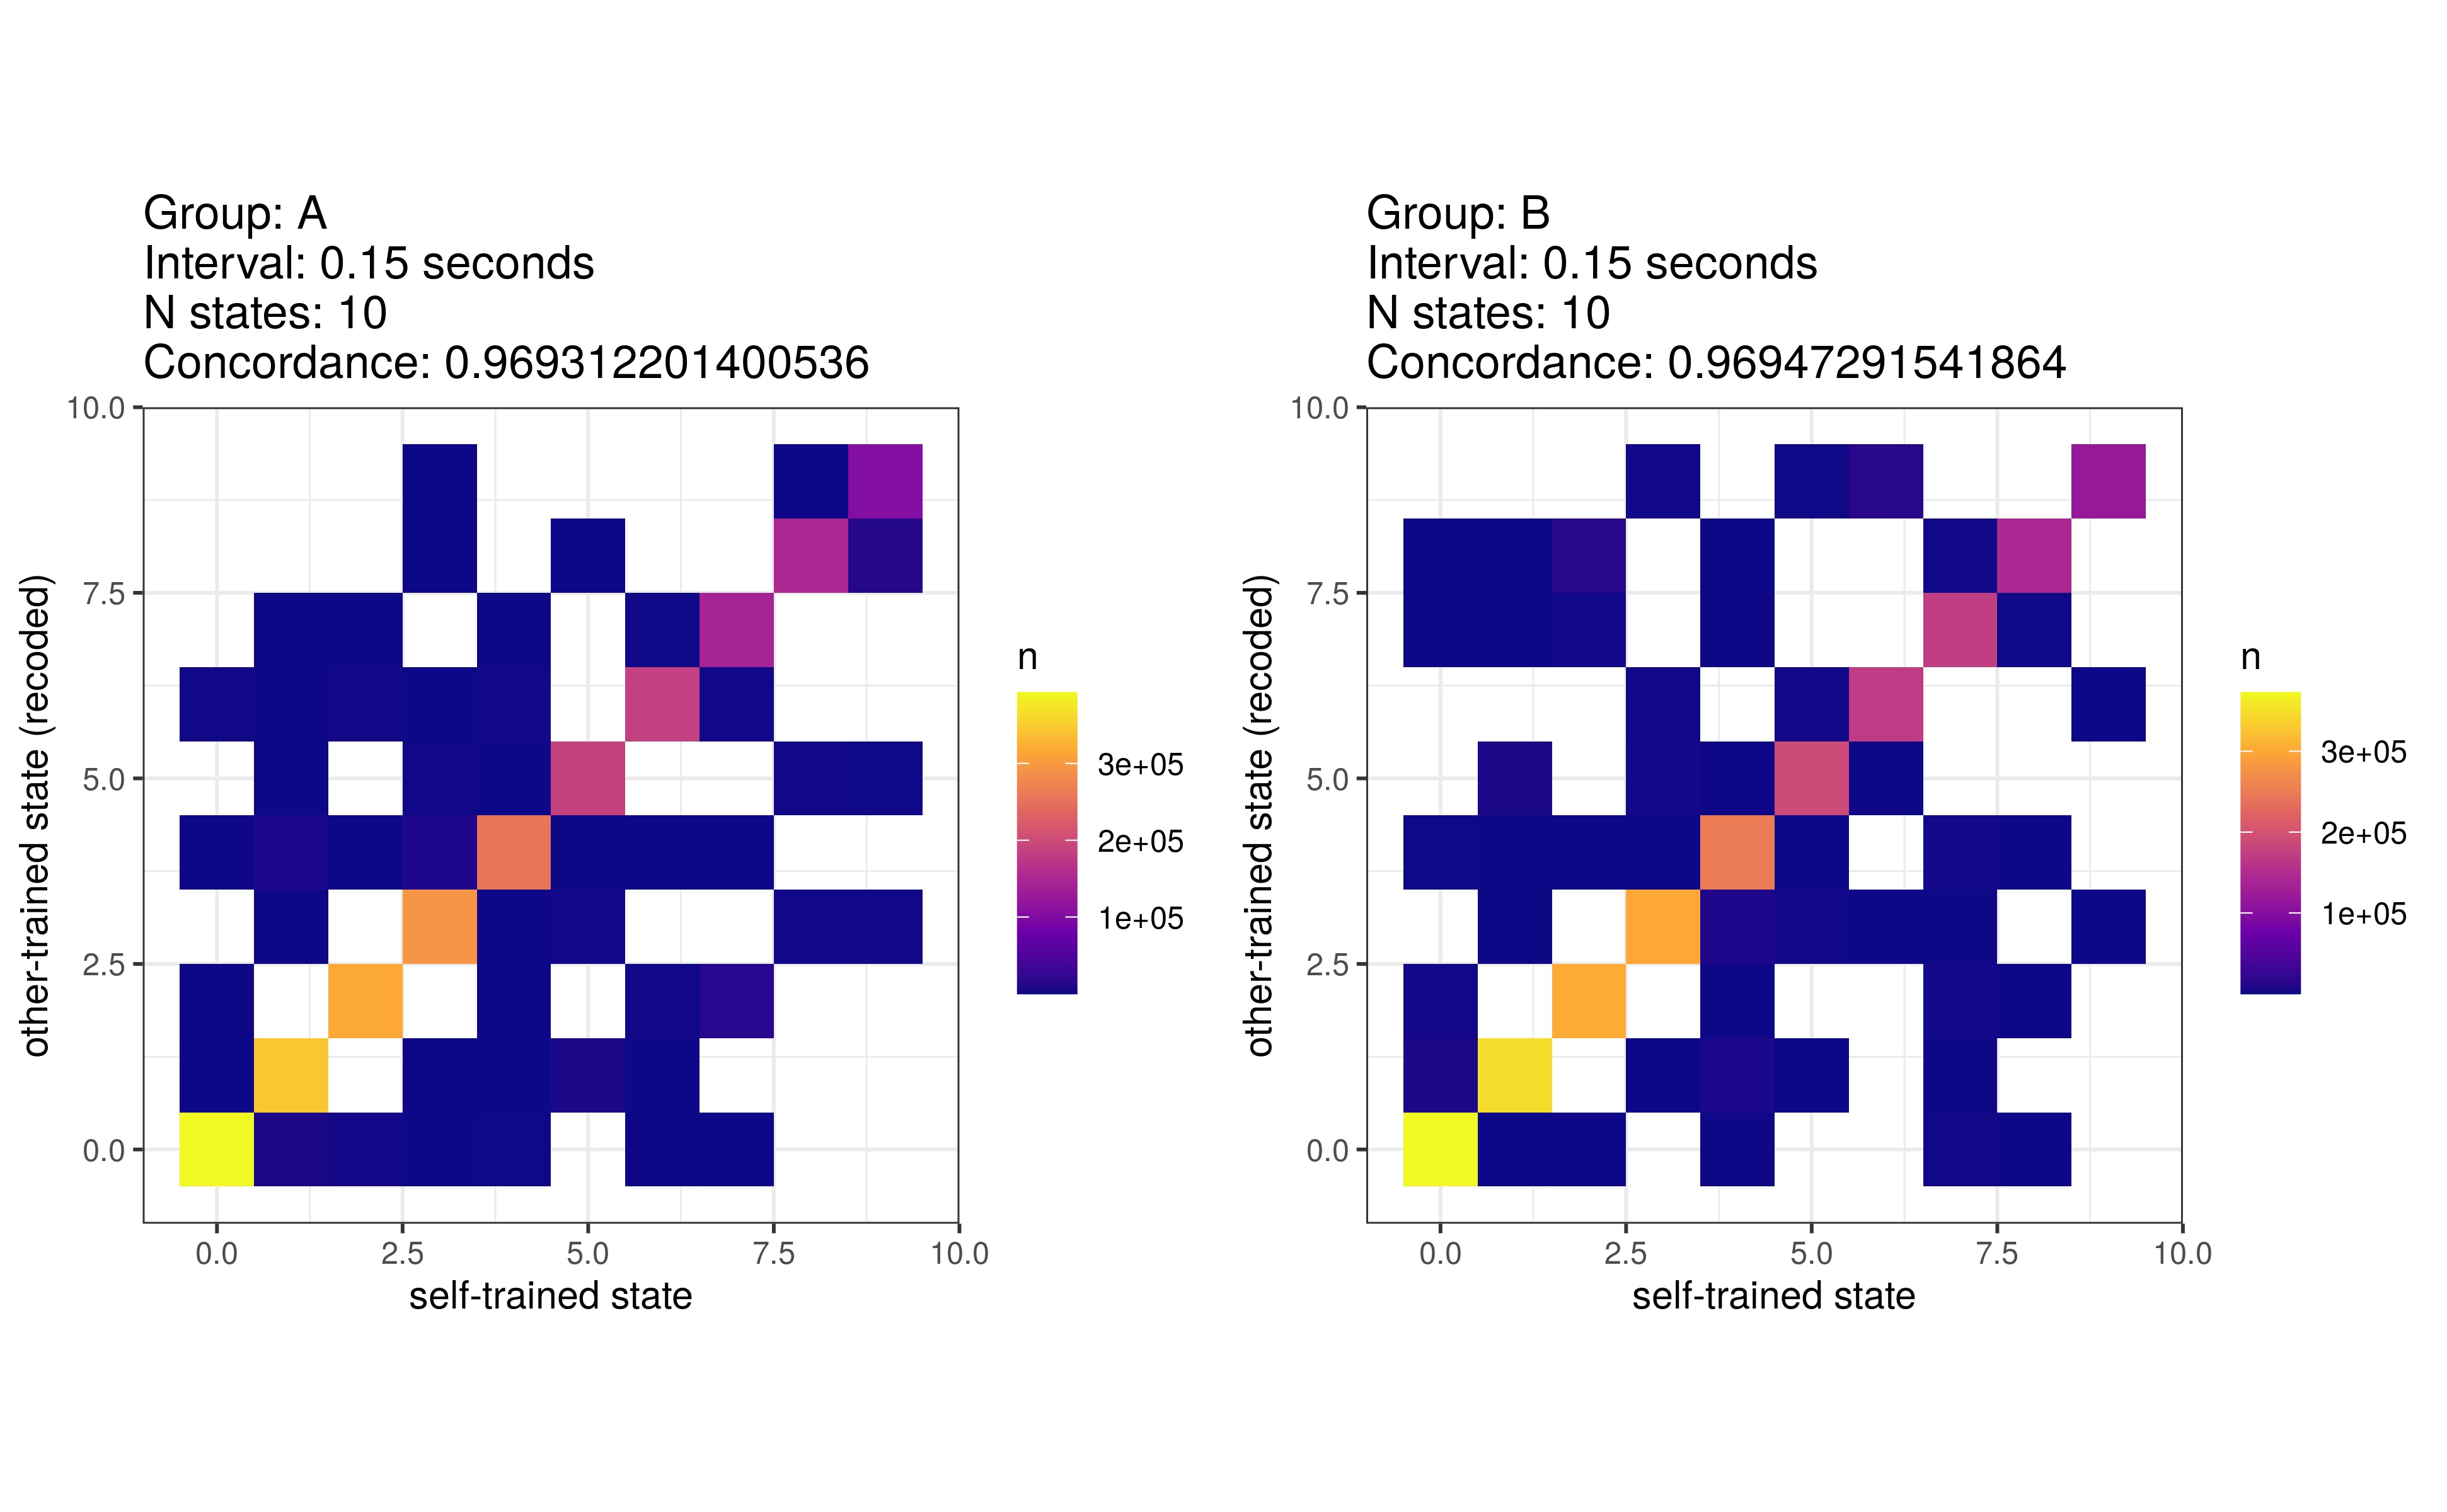 Group: A
Interval: 0.15 seconds
N states: 10
Concordance: 0.969312201400536
10.0
7.5
5.0
2.5
0.0
other-trained state (recoded)
0.0 2.5 5.0 7.5 10.0
self-trained state
n
3e+05
2e+05
1e+05
Group: B
Interval: 0.15 seconds
N states: 10
Concordance: 0.96947291541864
10.0
7.5
5.0
2.5
0.0
other-trained state (recoded)
0.0 2.5 5.0 7.5 10.0
self-trained state
n
3e+05
2e+05
1e+05